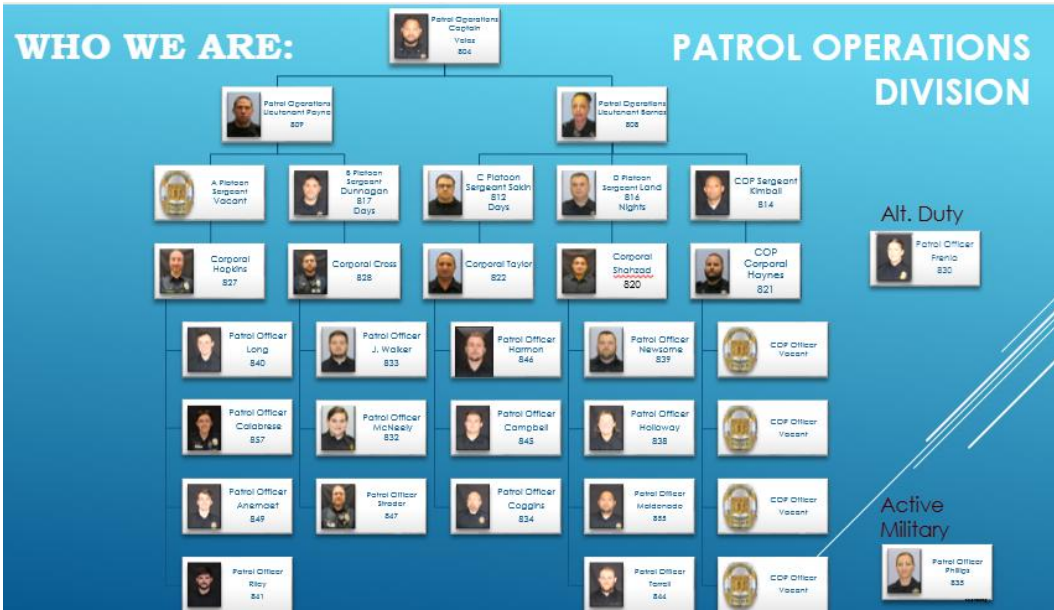 WHO WE ARE:
PATROL OPERATIONS
DIVISION
Patrol Operations
Captain
804
Patrol Operations
Lieutenant Payne
809
Patrol Operations
Lieutenant Barnes
808
A Platoon
Sergeant
Vacant
B Platoon
Sergeant
Dunnagan
817
Days
C Platoon
Sergeant Sakin
812
Days
D Platoon
Sergeant Land
816
Nights
COP Sergeant
Kimball
814
Alt. Duty
Patrol Officer
830
Corporal
Hopkins
827
Corporal Cross
828
Corporal Taylor
822
Corporal
Shahzad
820
COP
Corporal
Haynes
821
Patrol Officer
Long
840
Patrol Officer
J. Walker
833
Patrol Officer
Harmon
846
Patrol Officer
Newsome
839
COP Officer
Vacant
Patrol Officer
Calabrese
857
Patrol Officer
McNeely
832
Patrol Officer
Campbell
845
Patrol Officer
Holloway
838
COP Officer
Vacant
Patrol Officer
Anemaet
849
Patrol Officer
Strader
847
Patrol Officer
Coggins
834
Patrol Officer
Maldonado
855
COP Officer
Vacant
Active
Military
Patrol Officer
Phillips
835
Patrol Officer
Riley
841
Patrol Officer
Terrell
844
COP Officer
Vacant